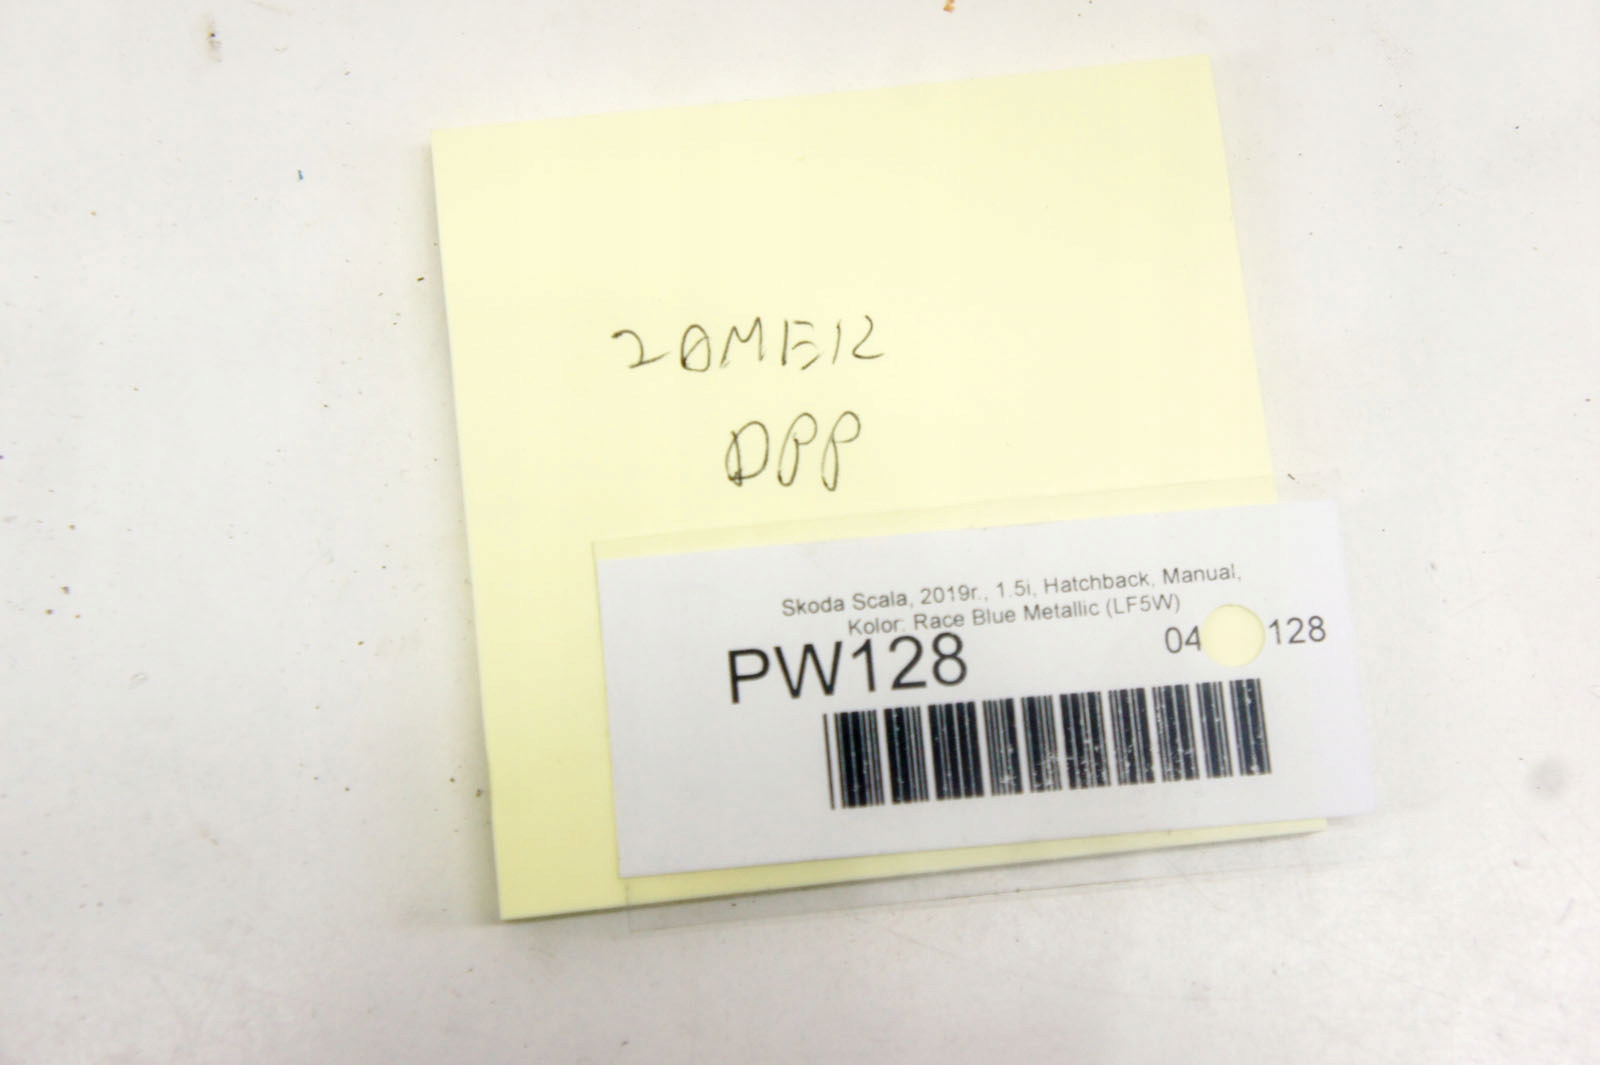 20ME12
DPP
Skoda Scala, 2019r., 1.5i, Hatchback, Manual,
Kolor: Race Blue Metallic (LF5W)
PW128
04 128